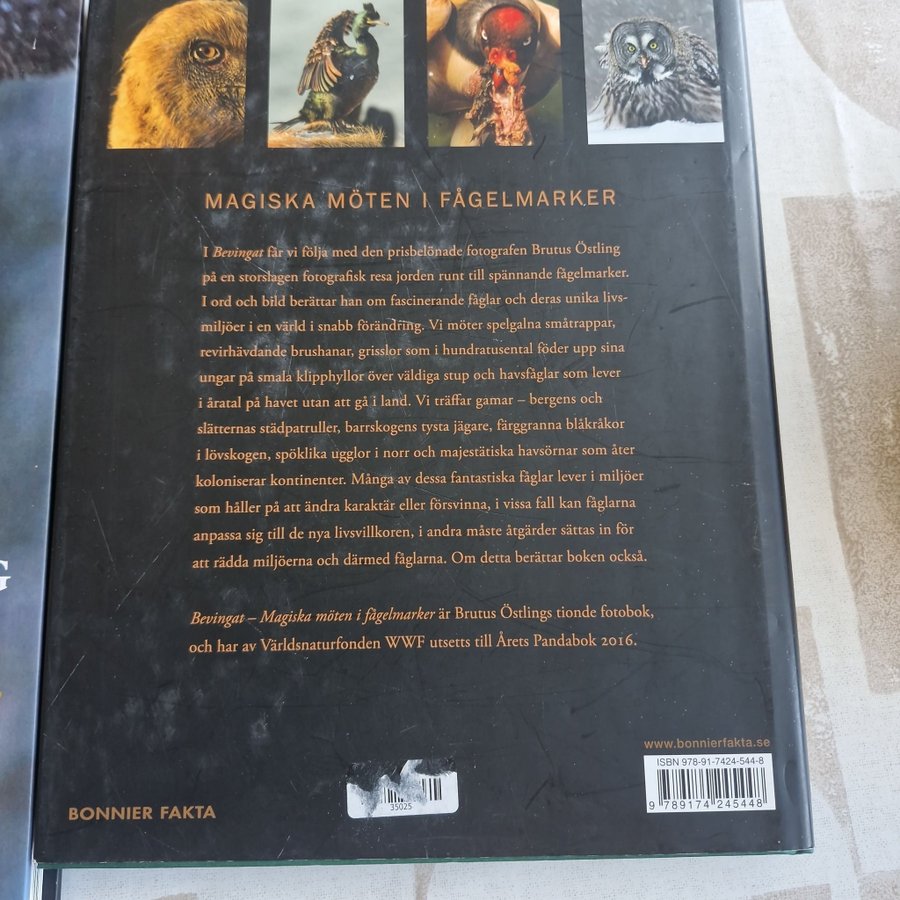 MAGISKA MÖTEN I FÅGELMARKER
I Bevingat får vi följa med den prisbelönade fotografen Brutus Östling
på en storslagen fotografisk resa jorden runt till spännande fågelmarker.
I ord och bild berättar han om fascinerande fåglar och deras unika livs-
miljöer i en värld i snabb förändring. Vi möter spelgalna småtrappar,
revirhävdande brushanar, grisslor som i hundratusental föder upp sina
ungar på smala klipphyllor över väldiga stup och havsfåglar som lever
i åratal på havet utan att gå i land. Vi träffar gamar – bergens och
slätternas städpatruller, barrskogens tysta jägare, färggranna blåkråkor
i lövskogen, spöklika ugglor i norr och majestätiska havsörnar som åter
koloniserar kontinenter. Många av dessa fantastiska fåglar lever i miljöer
som håller på att ändra karaktär eller försvinna, i vissa fall kan fåglarna
anpassa sig till de nya livsvillkoren, i andra måste åtgärder sättas in för
att rädda miljöerna och därmed fåglarna. Om detta berättar boken också.
Bevingat – Magiska möten i fågelmarker är Brutus Östlings tionde fotobok,
och har av Världsnaturfonden WWF utsetts till Årets Pandabok 2016.
www.bonnierfakta.se
ISBN 978-91-7424-544-8
9 789174 245448
35025
BONNIER FAKTA
G